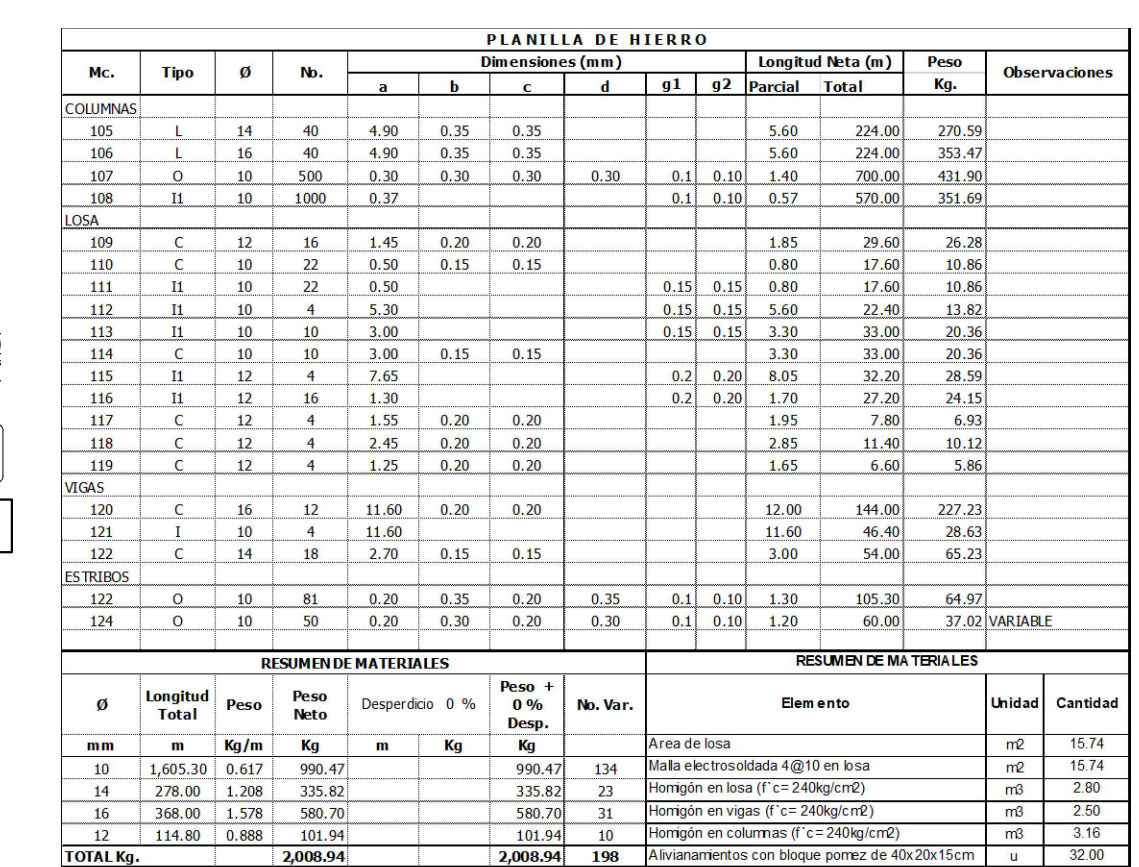 PLANILLA DE HIERRO
Mc. Tipo Ø No. Dimensiones (mm) Longitud Neta (m) Peso Observaciones
a b c d g1 g2 Parcial Total Kg.
COLUMNAS
105 L 14 40 4.90 0.35 0.35 5.60 224.00 270.59
106 L 16 40 4.90 0.35 0.35 5.60 224.00 353.47
107 O 10 500 0.30 0.30 0.30 0.30 0.1 0.10 1.40 700.00 431.90
108 I1 10 1000 0.37 0.1 0.10 0.57 570.00 351.69
LOSA
109 C 12 16 1.45 0.20 0.20 1.85 29.60 26.28
110 C 10 22 0.50 0.15 0.15 0.80 17.60 10.86
111 I1 10 22 0.50 0.15 0.15 0.80 17.60 10.86
112 I1 10 4 5.30 0.15 0.15 5.60 22.40 13.82
113 I1 10 10 3.00 0.15 0.15 3.30 33.00 20.36
114 C 10 10 3.00 0.15 0.15 3.30 33.00 20.36
115 I1 12 4 7.65 0.2 0.20 8.05 32.20 28.59
116 I1 12 16 1.30 0.2 0.20 1.70 27.20 24.15
117 C 12 4 1.55 0.20 0.20 1.95 7.80 6.93
118 C 12 4 2.45 0.20 0.20 2.85 11.40 10.12
119 C 12 4 1.25 0.20 0.20 1.65 6.60 5.86
VIGAS
120 C 16 12 11.60 0.20 0.20 12.00 144.00 227.23
121 I 10 4 11.60 11.60 46.40 28.63
122 C 14 18 2.70 0.15 0.15 3.00 54.00 65.23
ESTRIBOS
122 O 10 81 0.20 0.35 0.20 0.35 0.1 0.10 1.30 105.30 64.97
124 O 10 50 0.20 0.30 0.20 0.30 0.1 0.10 1.20 60.00 37.02 VARIABLE
RESUMEN DE MATERIALES
Ø Longitud Total Peso Peso Neto Desperdicio 0 % Peso + 0 % Desp. No. Var.
mm m Kg/m Kg m Kg Kg
10 1,605.30 0.617 990.47 990.47 134
14 278.00 1.208 335.82 335.82 23
16 368.00 1.578 580.70 580.70 31
12 114.80 0.888 101.94 101.94 10
TOTAL Kg. 2,008.94 2,008.94 198
RESUMEN DE MATERIALES
Elemento Unidad Cantidad
Area de losa m2 15.74
Malla electrosoldada 4@10 en losa m2 15.74
Homigón en losa (f`c= 240kg/cm2) m3 2.80
Homigón en vigas (f`c= 240kg/cm2) m3 2.50
Homigón en columnas (f`c= 240kg/cm2) m3 3.16
Alivianamientos con bloque pomez de 40x20x15cm u 32.00